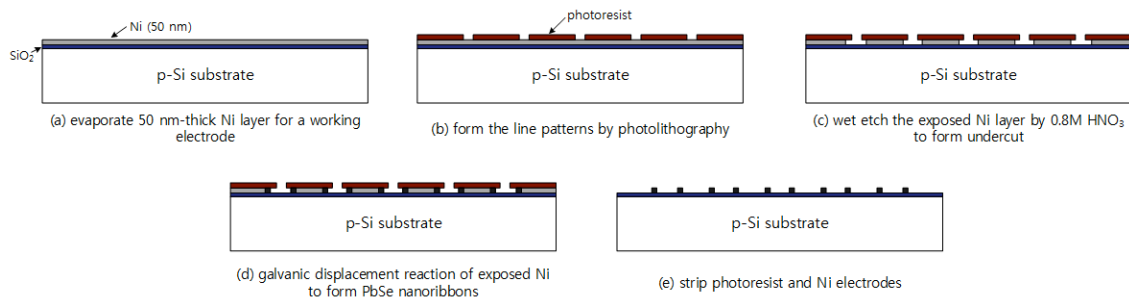 Ni (50 nm)
SiO2
p-Si substrate
(a) evaporate 50 nm-thick Ni layer for a working
electrode
photoresist
p-Si substrate
(b) form the line patterns by photolithography
p-Si substrate
(c) wet etch the exposed Ni layer by 0.8M HNO3
to form undercut
p-Si substrate
(d) galvanic displacement reaction of exposed Ni
to form PbSe nanoribbons
p-Si substrate
(e) strip photoresist and Ni electrodes